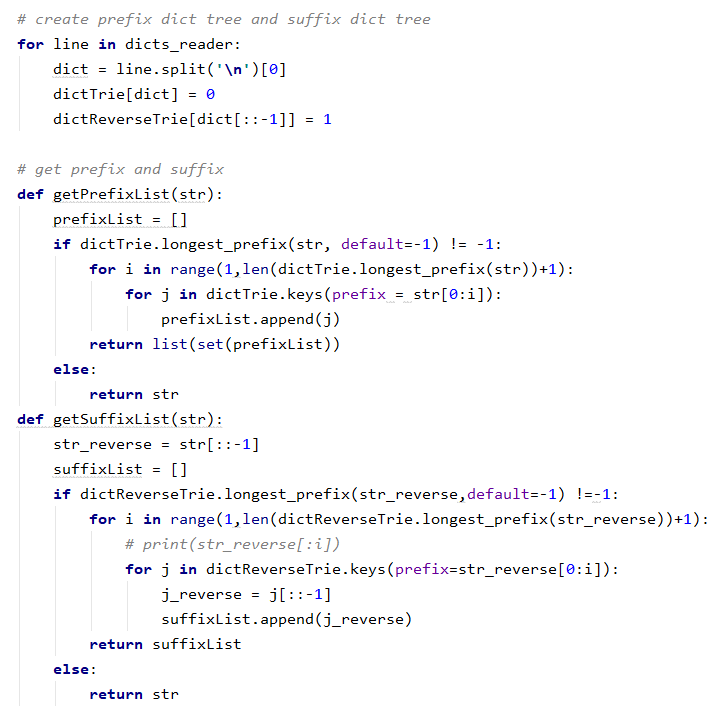 # create prefix dict tree and suffix dict tree
for line in dicts_reader:
    dict = line.split('\n')[0]
    dictTrie[dict] = 0
    dictReverseTrie[dict[::-1]] = 1

# get prefix and suffix
def getPrefixList(str):
    prefixList = []
    if dictTrie.longest_prefix(str, default=-1) != -1:
        for i in range(1,len(dictTrie.longest_prefix(str))+1):
            for j in dictTrie.keys(prefix = str[0:i]):
                prefixList.append(j)
        return list(set(prefixList))
    else:
        return str
def getSuffixList(str):
    str_reverse = str[::-1]
    suffixList = []
    if dictReverseTrie.longest_prefix(str_reverse,default=-1) !=-1:
        for i in range(1,len(dictReverseTrie.longest_prefix(str_reverse))+1):
            # print(str_reverse[:i])
            for j in dictReverseTrie.keys(prefix=str_reverse[0:i]):
                j_reverse = j[::-1]
                suffixList.append(j_reverse)
        return suffixList
    else:
        return str